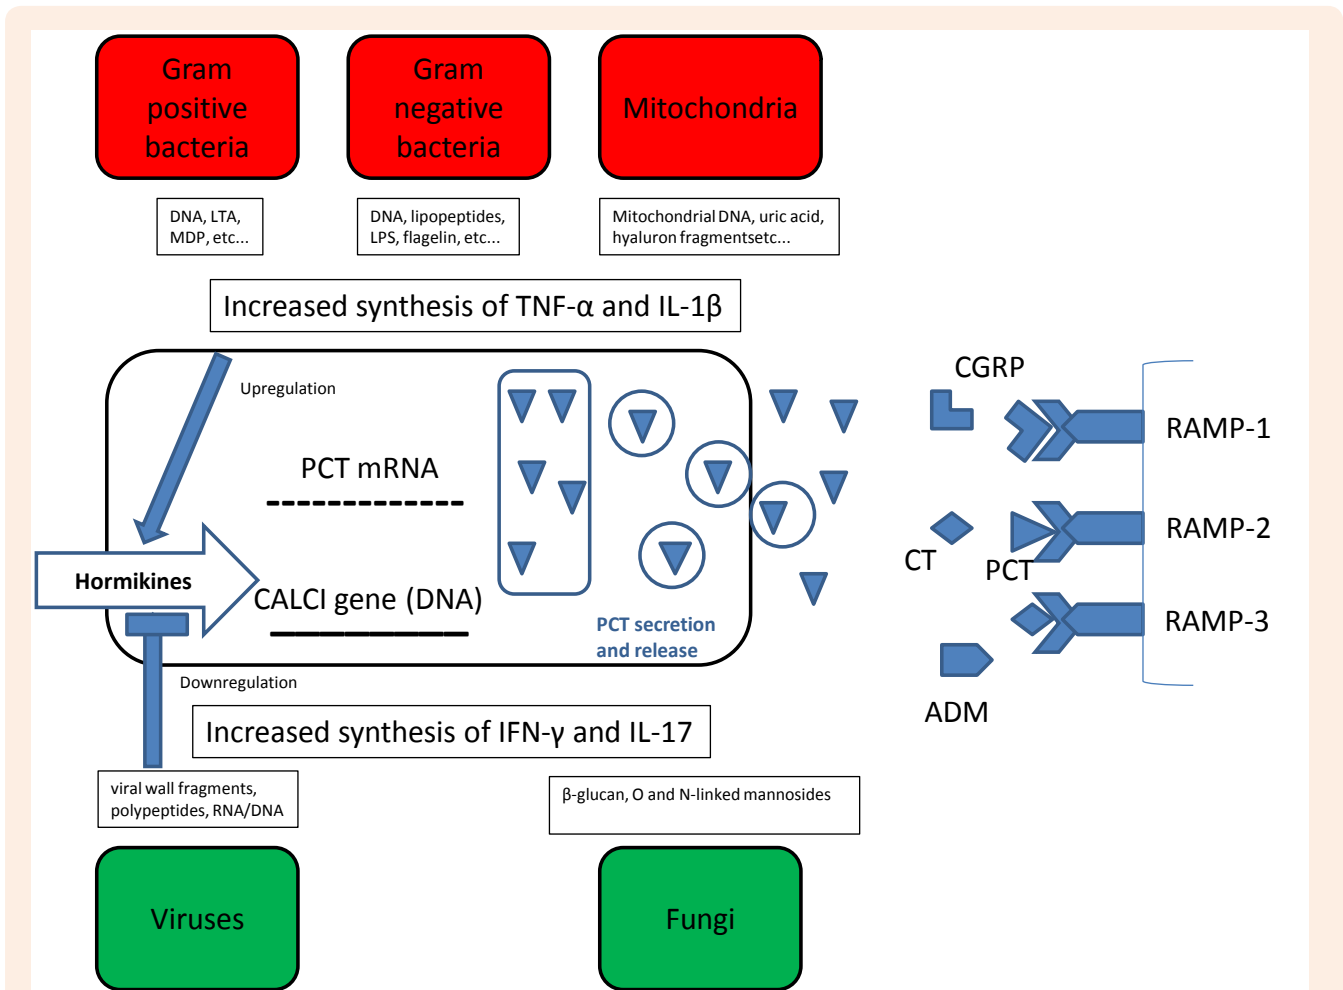 Gram
positive
bacteria
Gram
negative
bacteria
Mitochondria
DNA, LTA,
MDP, etc...
DNA, lipopeptides,
LPS, flagelin, etc...
Mitochondrial DNA, uric acid,
hyaluron fragmentsetc...
Increased synthesis of TNF-α and IL-1β
Upregulation
PCT mRNA
Hormikines
CALCI gene (DNA)
PCT secretion
and release
CGRP
RAMP-1
CT
PCT
RAMP-2
RAMP-3
ADM
Downregulation
Increased synthesis of IFN-γ and IL-17
viral wall fragments,
polypeptides, RNA/DNA
β-glucan, O and N-linked mannosides
Viruses
Fungi